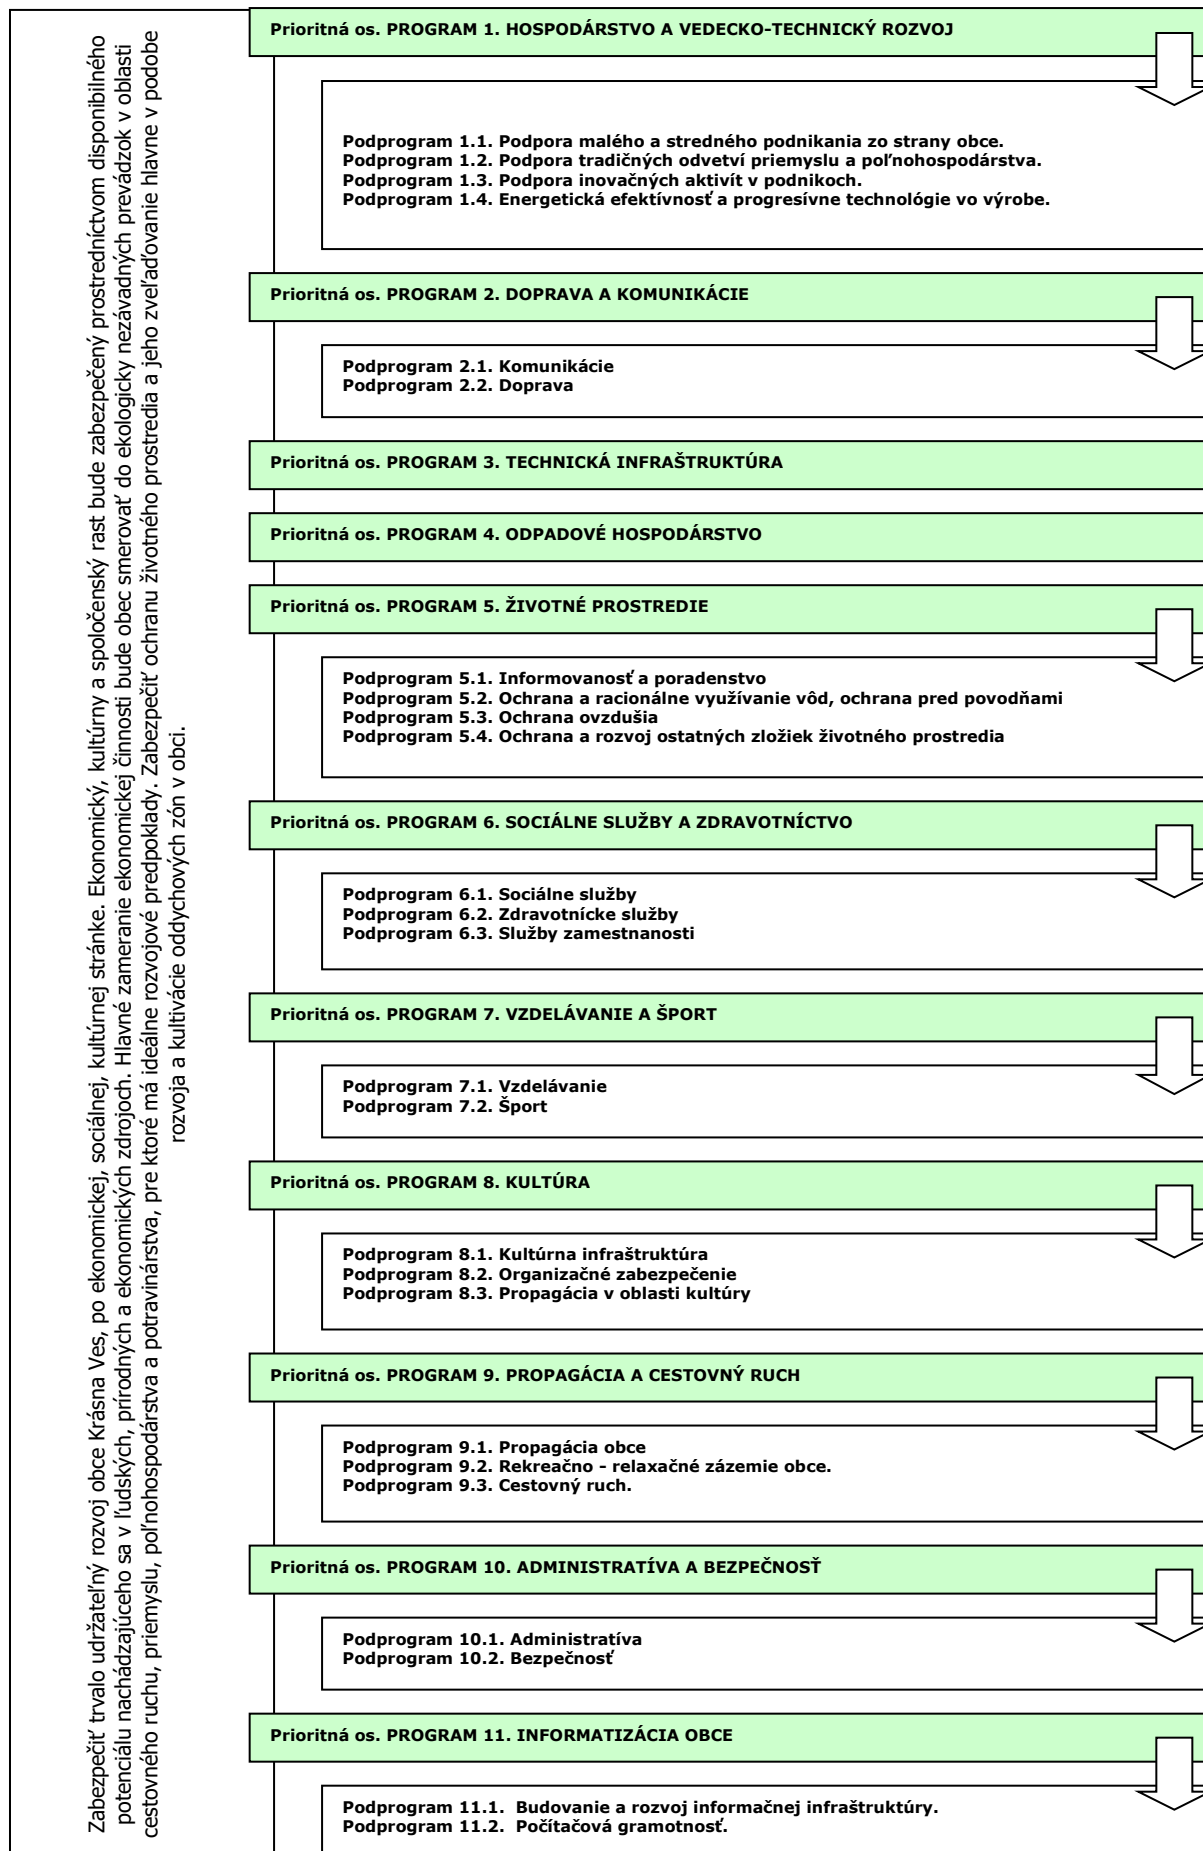 Zabezpečiť trvalo udržateľný rozvoj obce Krásna Ves, po ekonomickej, sociálnej, kultúrnej stránke. Ekonomický, kultúrny a spoločenský rast bude zabezpečený prostredníctvom disponibilného
potenciálu nachádzajúceho sa v ľudských, prírodných a ekonomických zdrojoch. Hlavné zameranie ekonomickej činnosti bude obec smerovať do ekologicky nezávadných prevádzok v oblasti
cestovného ruchu, priemyslu, poľnohospodárstva a potravinárstva, pre ktoré má ideálne rozvojové predpoklady. Zabezpečiť ochranu životného prostredia a jeho zveľaďovanie hlavne v podobe
rozvoja a kultivácie oddychových zón v obci.
Prioritná os. PROGRAM 1. HOSPODÁRSTVO A VEDECKO-TECHNICKÝ ROZVOJ
Podprogram 1.1. Podpora malého a stredného podnikania zo strany obce.
Podprogram 1.2. Podpora tradičných odvetví priemyslu a poľnohospodárstva.
Podprogram 1.3. Podpora inovačných aktivít v podnikoch.
Podprogram 1.4. Energetická efektívnosť a progresívne technológie vo výrobe.
Prioritná os. PROGRAM 2. DOPRAVA A KOMUNIKÁCIE
Podprogram 2.1. Komunikácie
Podprogram 2.2. Doprava
Prioritná os. PROGRAM 3. TECHNICKÁ INFRAŠTRUKTÚRA
Prioritná os. PROGRAM 4. ODPADOVÉ HOSPODÁRSTVO
Prioritná os. PROGRAM 5. ŽIVOTNÉ PROSTREDIE
Podprogram 5.1. Informovanosť a poradenstvo
Podprogram 5.2. Ochrana a racionálne využívanie vôd, ochrana pred povodňami
Podprogram 5.3. Ochrana ovzdušia
Podprogram 5.4. Ochrana a rozvoj ostatných zložiek životného prostredia
Prioritná os. PROGRAM 6. SOCIÁLNE SLUŽBY A ZDRAVOTNÍCTVO
Podprogram 6.1. Sociálne služby
Podprogram 6.2. Zdravotnícke služby
Podprogram 6.3. Služby zamestnanosti
Prioritná os. PROGRAM 7. VZDELÁVANIE A ŠPORT
Podprogram 7.1. Vzdelávanie
Podprogram 7.2. Šport
Prioritná os. PROGRAM 8. KULTÚRA
Podprogram 8.1. Kultúrna infraštruktúra
Podprogram 8.2. Organizačné zabezpečenie
Podprogram 8.3. Propagácia v oblasti kultúry
Prioritná os. PROGRAM 9. PROPAGÁCIA A CESTOVNÝ RUCH
Podprogram 9.1. Propagácia obce
Podprogram 9.2. Rekreačno - relaxačné zázemie obce.
Podprogram 9.3. Cestovný ruch.
Prioritná os. PROGRAM 10. ADMINISTRATÍVA A BEZPEČNOSŤ
Podprogram 10.1. Administratíva
Podprogram 10.2. Bezpečnosť
Prioritná os. PROGRAM 11. INFORMATIZÁCIA OBCE
Podprogram 11.1. Budovanie a rozvoj informačnej infraštruktúry.
Podprogram 11.2. Počítačová gramotnosť.